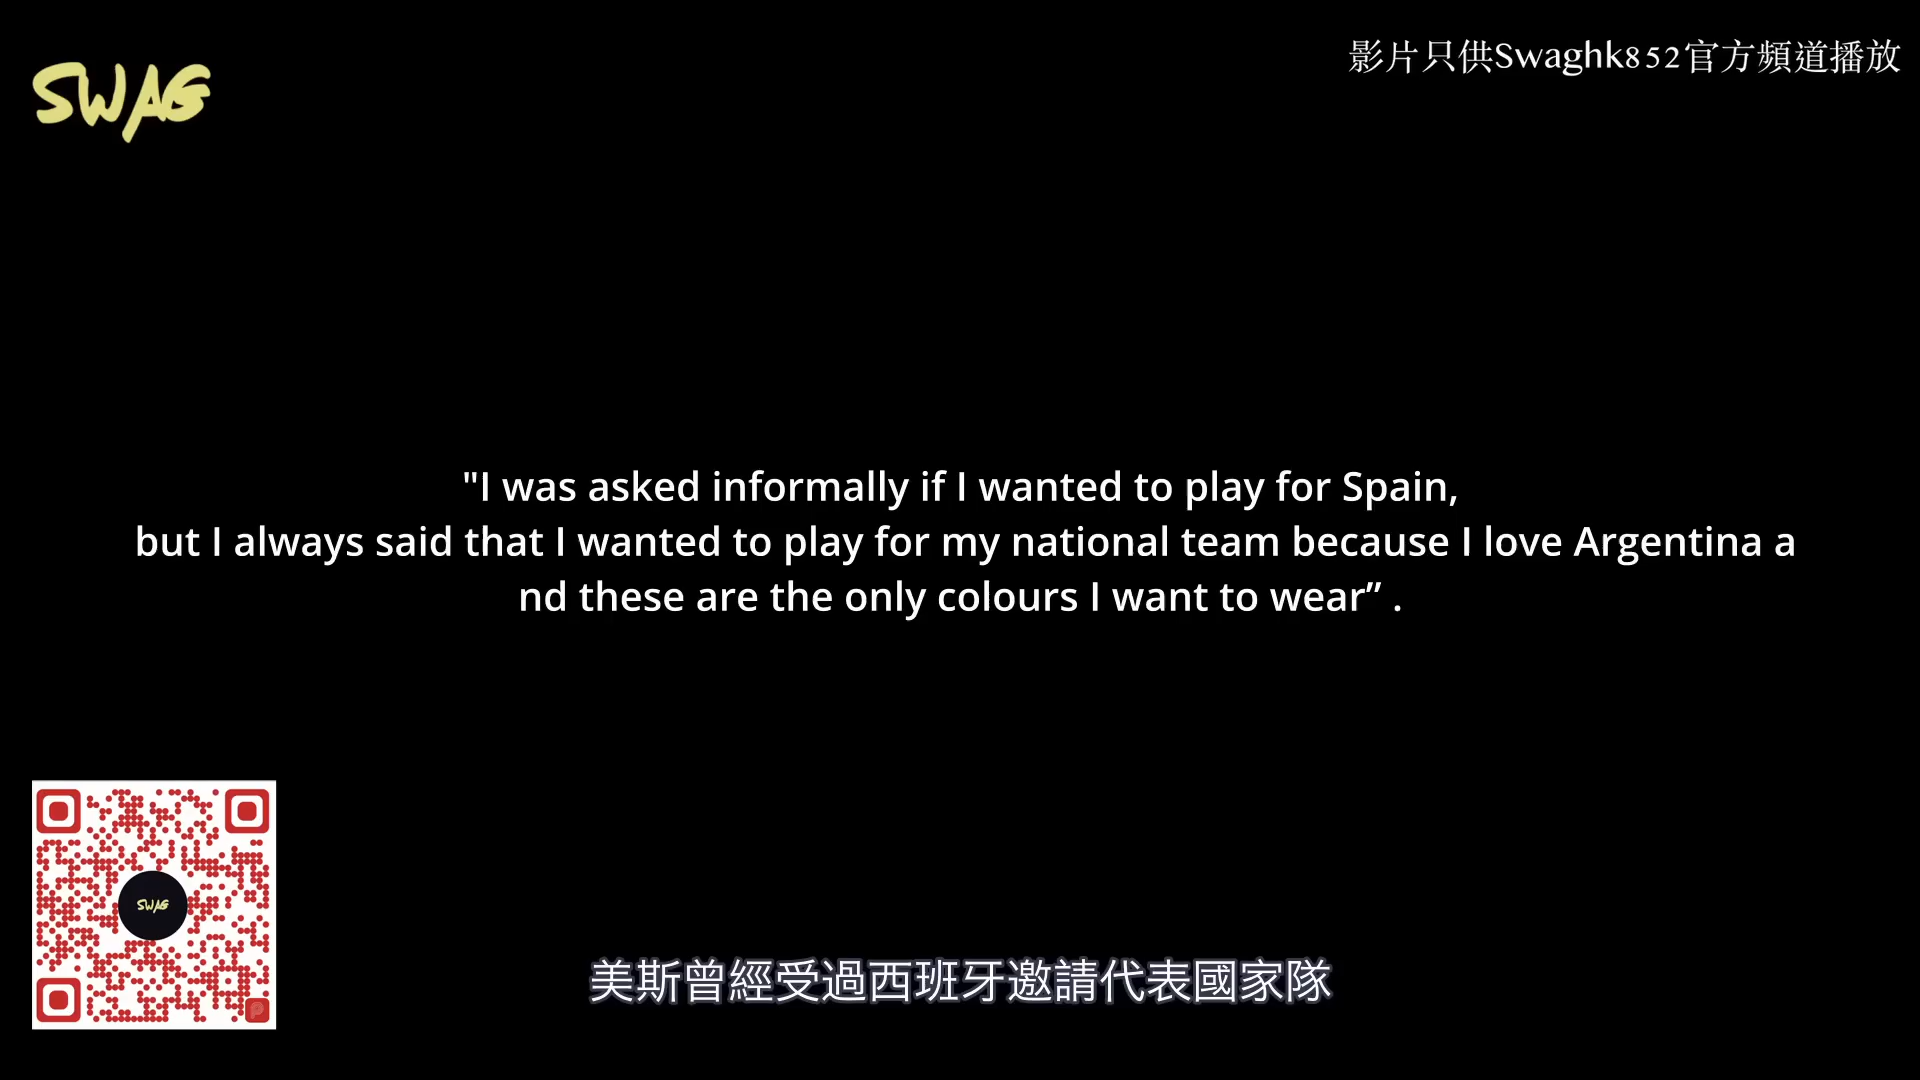 SWAG
影片只供Swaghk852官方頻道播放
"I was asked informally if I wanted to play for Spain,
but I always said that I wanted to play for my national team because I love Argentina a
nd these are the only colours I want to wear” .
SWAG
美斯曾經受過西班牙邀請代表國家隊